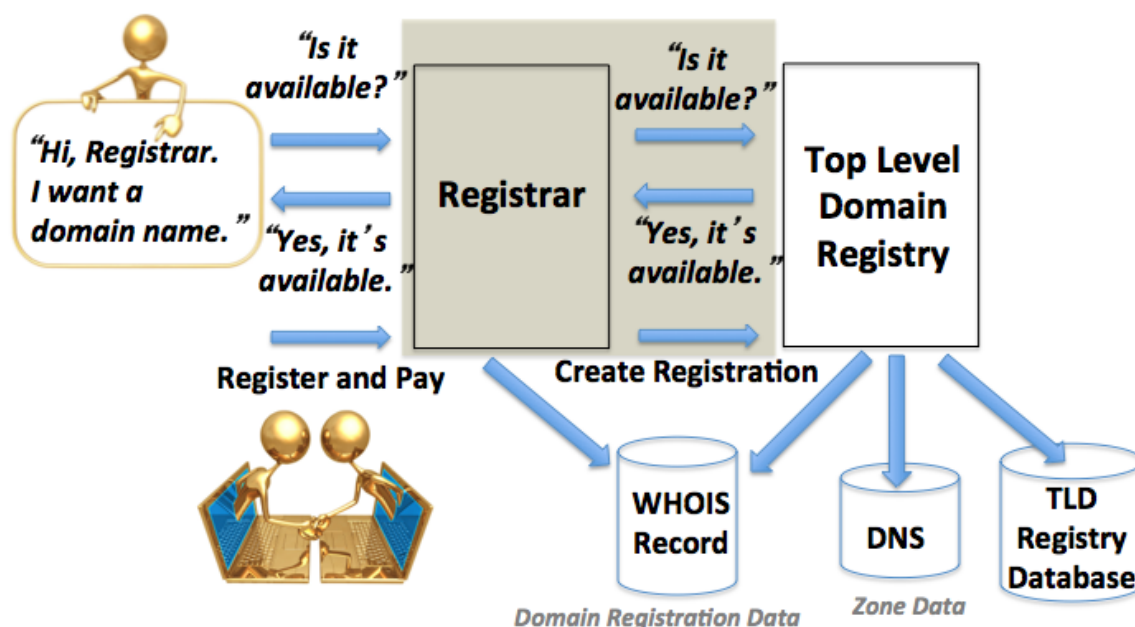 “Is it
available?”
“Is it
available?”
“Hi, Registrar.
I want a
domain name.”
Registrar
Top Level
Domain
Registry
“Yes, it’s
available.”
“Yes, it’s
available.”
Register and Pay
Create Registration
WHOIS
Record
DNS
TLD
Registry
Database
Domain Registration Data
Zone Data